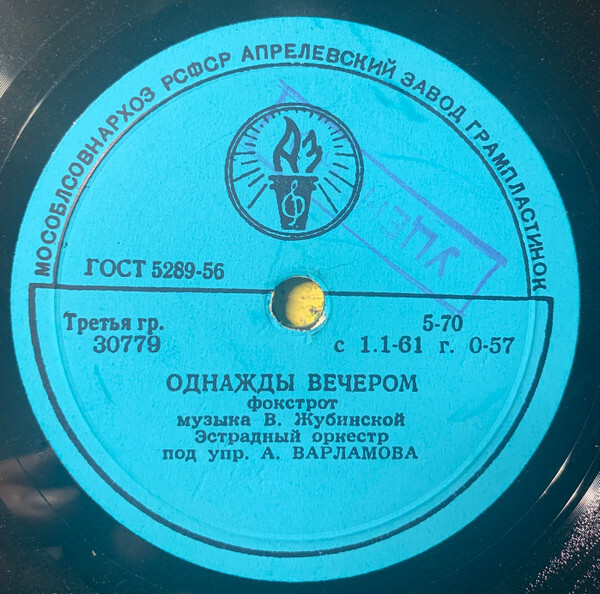 МОСОБЛСОВНАРХОЗ РСФСР АПРЕЛЕВСКИЙ ЗАВОД ГРАМПЛАСТИНОК
АЗ
ГОСТ 5289-56
Третья гр. 5-70
30779 с 1.1-61 г. 0-57
ОДНАЖДЫ ВЕЧЕРОМ
фокстрот
музыка В. Жубинской
Эстрадный оркестр
под упр. А. ВАРЛАМОВА